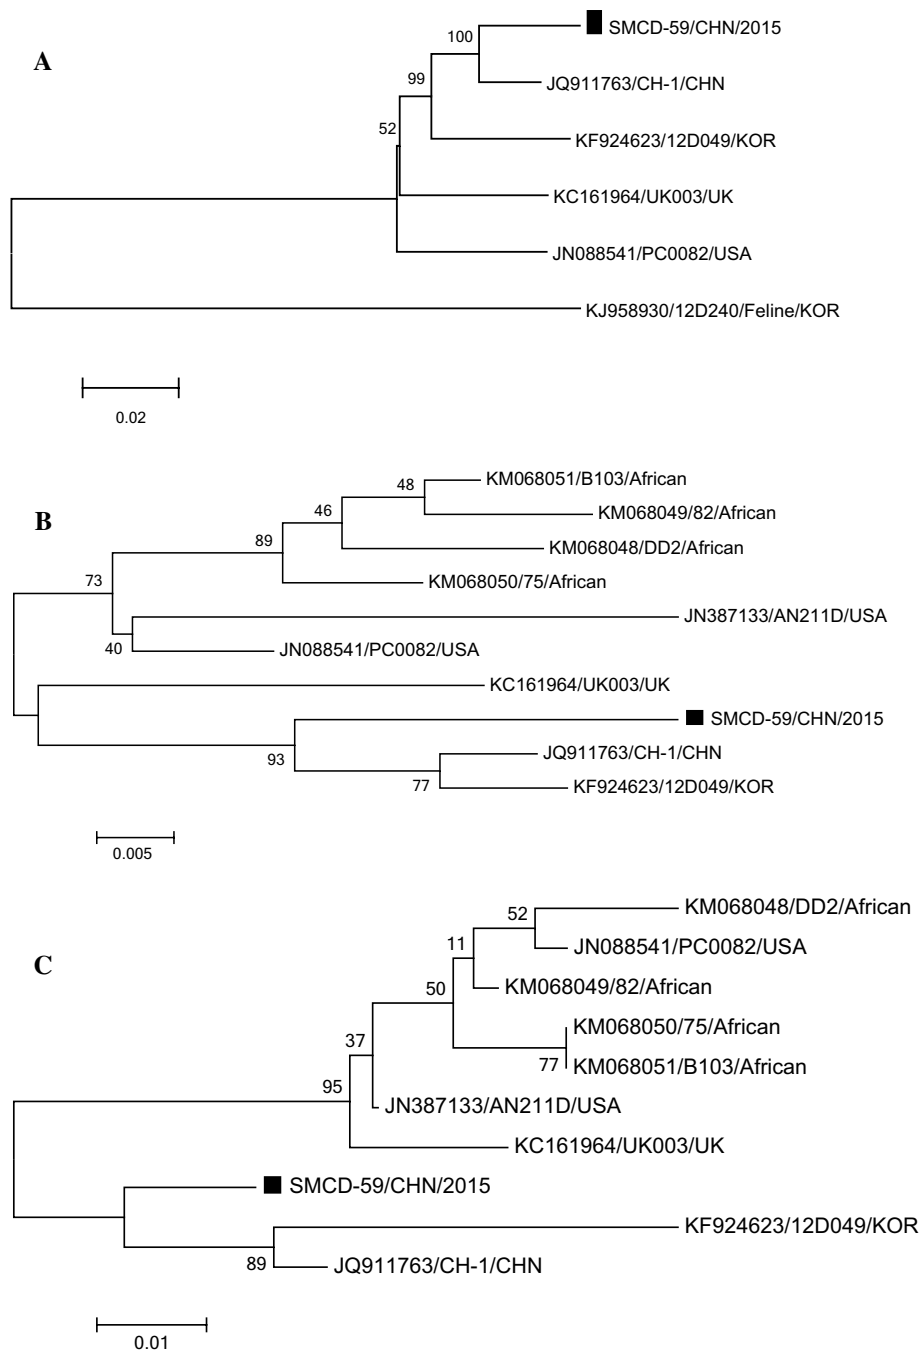 100
SMCD-59/CHN/2015
A
99
JQ911763/CH-1/CHN
52
KF924623/12D049/KOR
KC161964/UK003/UK
JN088541/PC0082/USA
KJ958930/12D240/Feline/KOR
0.02
B
48
KM068051/B103/African
46
KM068049/82/African
89
KM068048/DD2/African
73
KM068050/75/African
JN387133/AN211D/USA
40
JN088541/PC0082/USA
KC161964/UK003/UK
SMCD-59/CHN/2015
93
JQ911763/CH-1/CHN
77
KF924623/12D049/KOR
0.005
C
52
KM068048/DD2/African
11
JN088541/PC0082/USA
50
KM068049/82/African
37
KM068050/75/African
77
KM068051/B103/African
95
JN387133/AN211D/USA
KC161964/UK003/UK
SMCD-59/CHN/2015
KF924623/12D049/KOR
89
JQ911763/CH-1/CHN
0.01